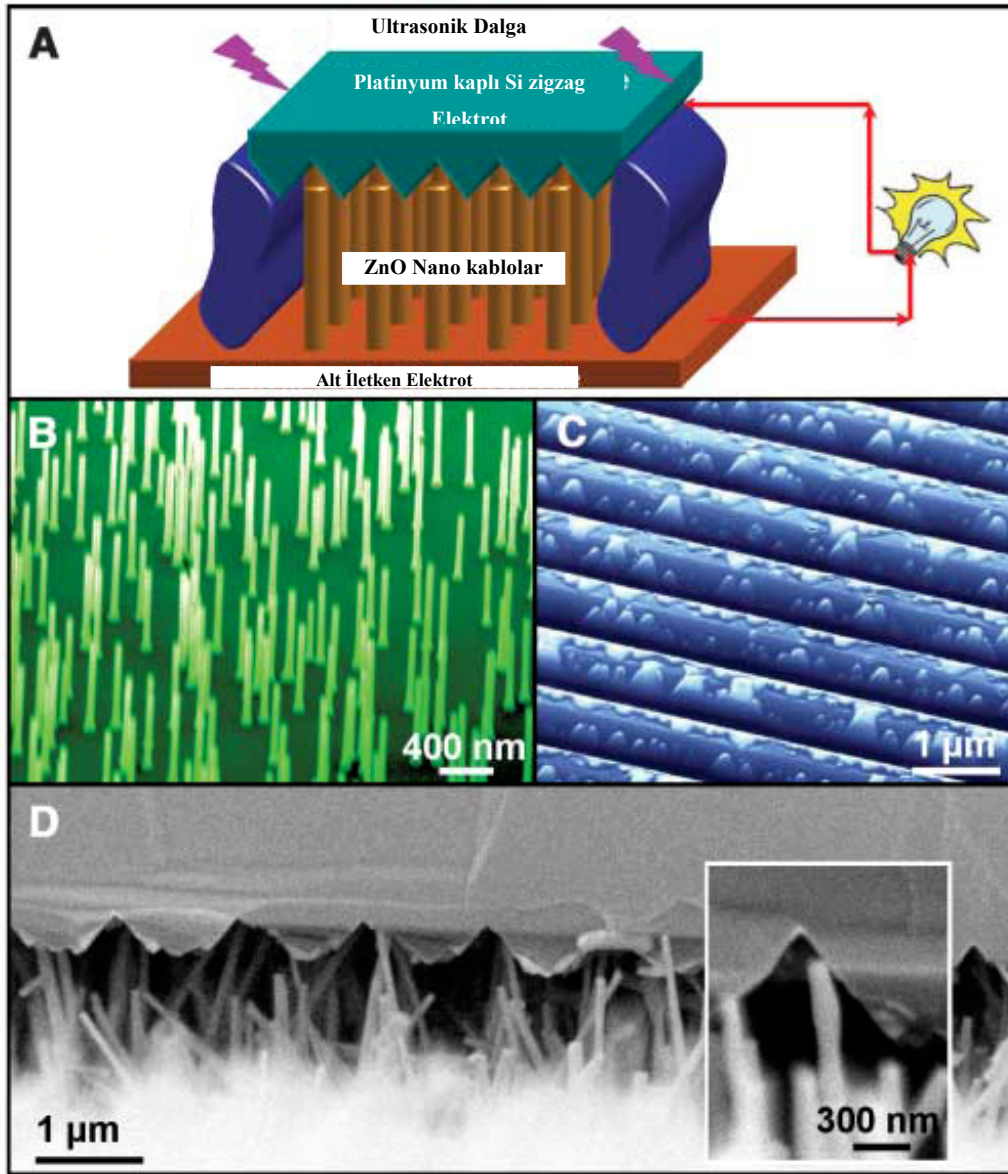 A
Ultrasonik Dalga
Platinyum kaplı Si zigzag
Elektrot
ZnO Nano kablolar
Alt İletken Elektrot
B
400 nm
C
1 µm
D
1 µm
300 nm